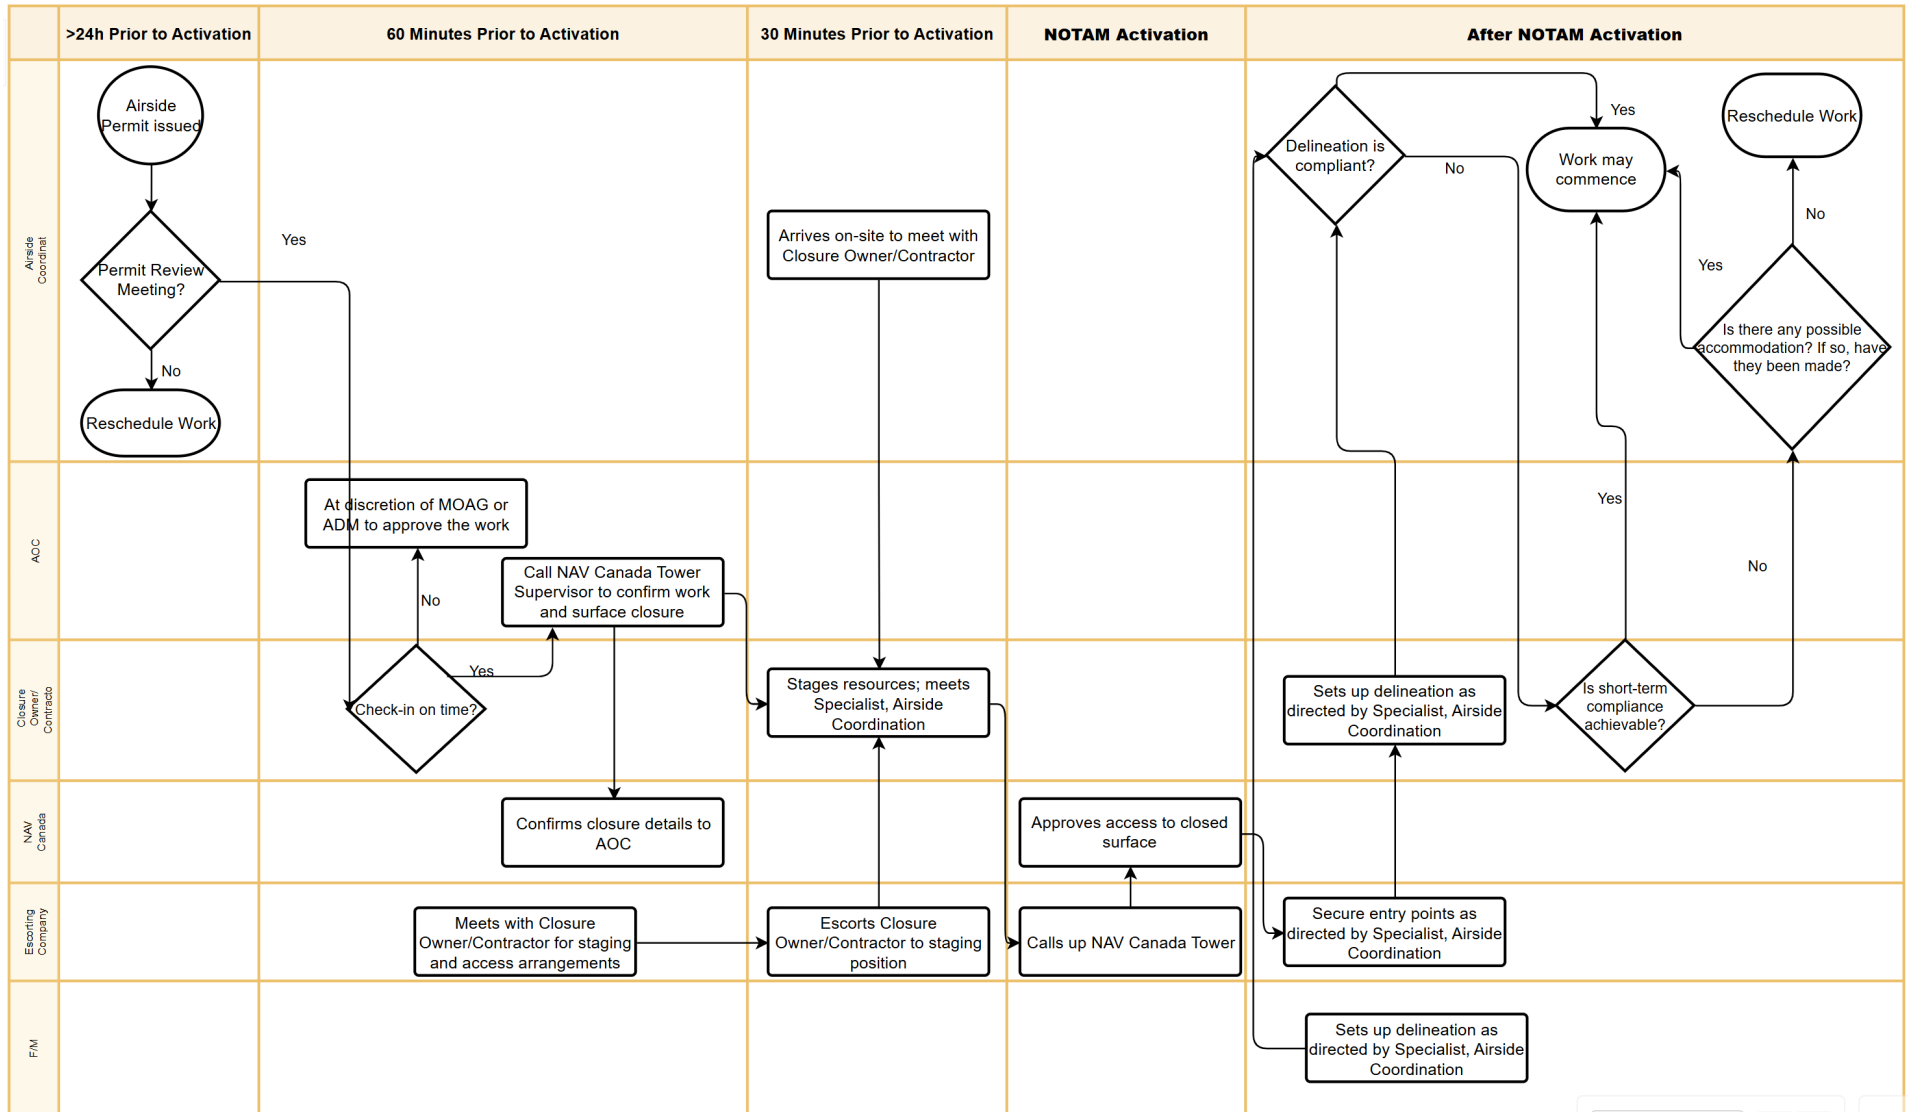 >24h Prior to Activation
60 Minutes Prior to Activation
30 Minutes Prior to Activation
NOTAM Activation
After NOTAM Activation
Airside
Coordinat
Airside
Permit issued
Permit Review
Meeting?
Yes
No
Reschedule Work
Arrives on-site to meet with
Closure Owner/Contractor
Delineation is
compliant?
Yes
No
Work may
commence
Reschedule Work
No
Yes
Is there any possible
accommodation? If so, have
they been made?
AOC
At discretion of MOAG or
ADM to approve the work
No
Call NAV Canada Tower
Supervisor to confirm work
and surface closure
Yes
No
Closure
Owner/
Contracto
Check-in on time?
Yes
Stages resources; meets
Specialist, Airside
Coordination
Sets up delineation as
directed by Specialist, Airside
Coordination
Is short-term
compliance
achievable?
NAV
Canada
Confirms closure details to
AOC
Approves access to closed
surface
Escorting
Company
Meets with Closure
Owner/Contractor for staging
and access arrangements
Escorts Closure
Owner/Contractor to staging
position
Calls up NAV Canada Tower
Secure entry points as
directed by Specialist, Airside
Coordination
F/M
Sets up delineation as
directed by Specialist, Airside
Coordination